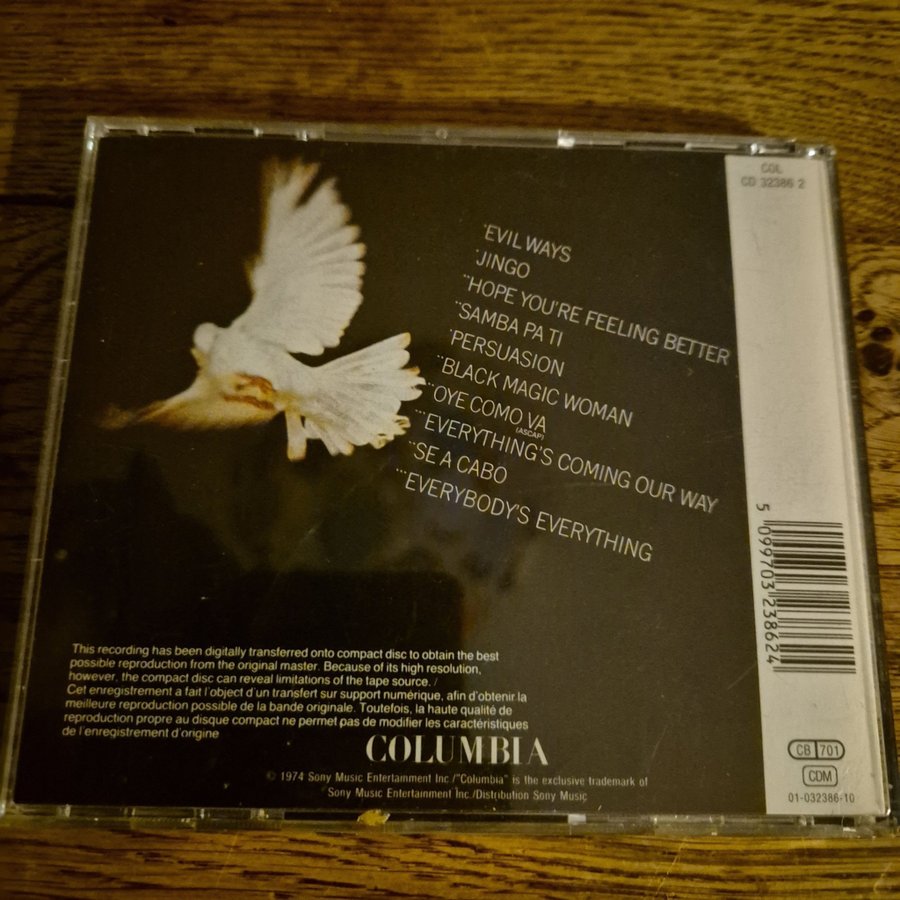 COL
CD 32386 2
*EVIL WAYS
*JINGO
**HOPE YOU'RE FEELING BETTER
**SAMBA PA TI
*PERSUASION
**BLACK MAGIC WOMAN
**OYE COMO VA
(ASCAP)
***EVERYTHING'S COMING OUR WAY
**SE A CABO
***EVERYBODY'S EVERYTHING
5 099703 238624
This recording has been digitally transferred onto compact disc to obtain the best
possible reproduction from the original master. Because of its high resolution,
however, the compact disc can reveal limitations of the tape source. /
Cet enregistrement a fait l'objet d'un transfert sur support numérique, afin d'obtenir la
meilleure reproduction possible de la bande originale. Toutefois, la haute qualité de
reproduction propre au disque compact ne permet pas de modifier les caractéristiques
de l'enregistrement d'origine
COLUMBIA
© 1974 Sony Music Entertainment Inc./"Columbia" is the exclusive trademark of
Sony Music Entertainment Inc./Distribution Sony Music
CB 701
CDM
01-032386-10